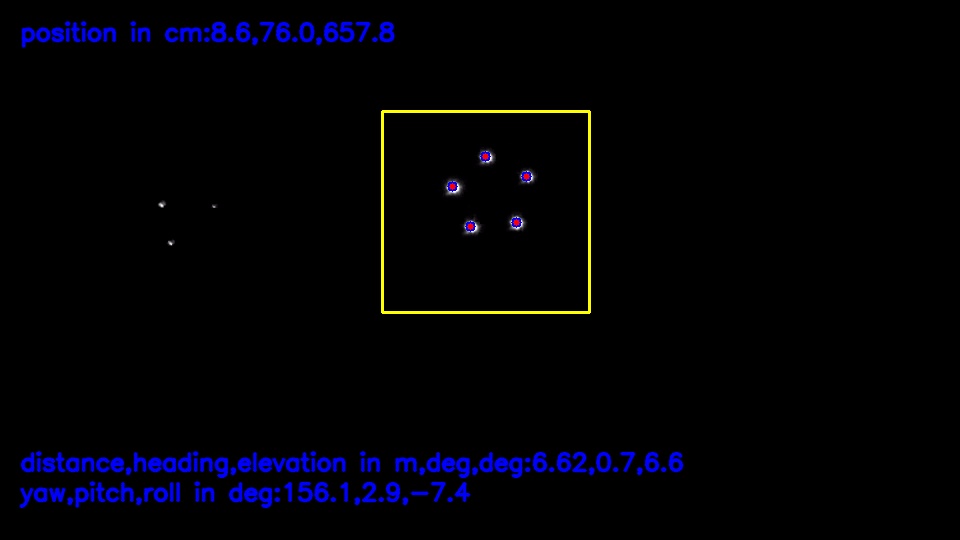 position in cm:8.6,76.0,657.8
distance,heading,elevation in m,deg,deg:6.62,0.7,6.6
yaw,pitch,roll in deg:156.1,2.9,-7.4